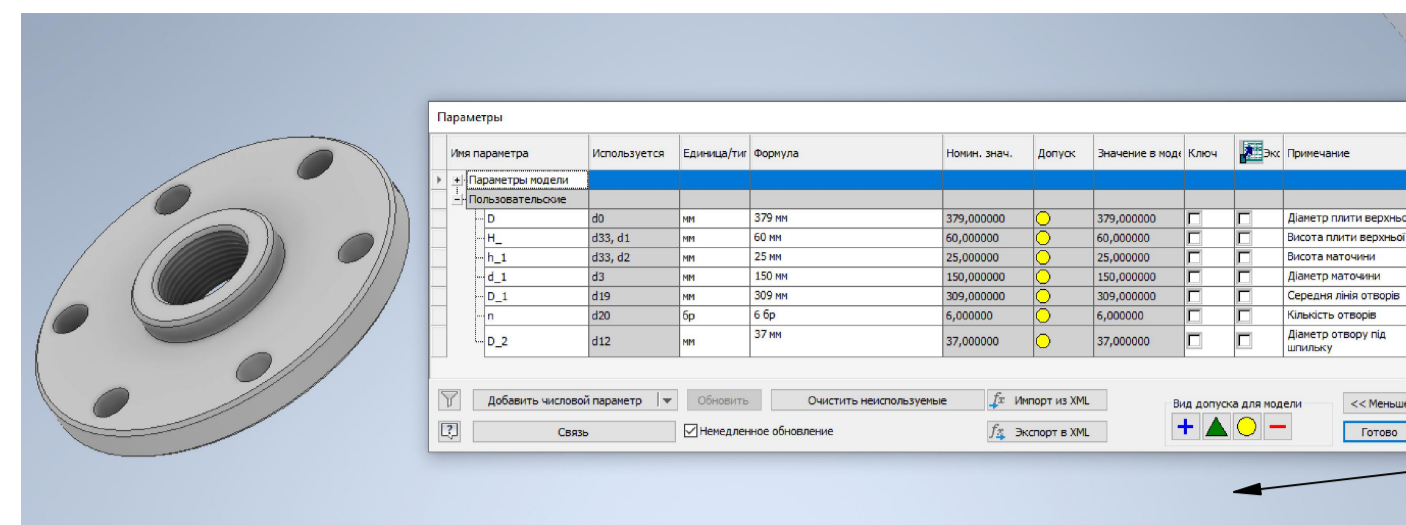 Параметры
Имя параметра Используется Единица/тиг Формула Номин. знач. Допуск Значение в моде Ключ Экс Примечание
Параметры модели
Пользовательские
D d0 мм 379 мм 379,000000 379,000000 Діаметр плити верхньо
H_ d33, d1 мм 60 мм 60,000000 60,000000 Висота плити верхньої
h_1 d33, d2 мм 25 мм 25,000000 25,000000 Висота маточини
d_1 d3 мм 150 мм 150,000000 150,000000 Діаметр маточини
D_1 d19 мм 309 мм 309,000000 309,000000 Середня лінія отворів
n d20 бр 6 бр 6,000000 6,000000 Кількість отворів
D_2 d12 мм 37 мм 37,000000 37,000000 Діаметр отвору під
шпильку
Добавить числовой параметр Обновить Очистить неиспользуемые fx Импорт из XML Вид допуска для модели << Меньше
Связь Немедленное обновление fx Экспорт в XML Готово